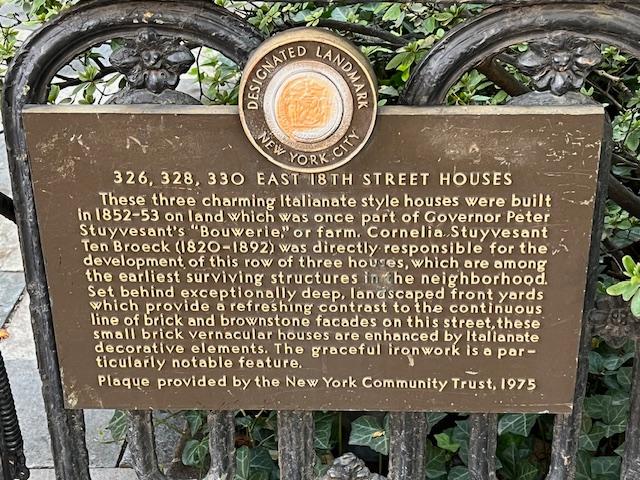 DESIGNATED LANDMARK
NEW YORK CITY
326, 328, 330 EAST 18TH STREET HOUSES
These three charming Italianate style houses were built
in 1852-53 on land which was once part of Governor Peter
Stuyvesant's "Bouwerie," or farm. Cornelia Stuyvesant
Ten Broeck (1820-1892) was directly responsible for the
development of this row of three houses, which are among
the earliest surviving structures in the neighborhood.
Set behind exceptionally deep, landscaped front yards
which provide a refreshing contrast to the continuous
line of brick and brownstone facades on this street, these
small brick vernacular houses are enhanced by Italianate
decorative elements. The graceful ironwork is a par-
ticularly notable feature.
Plaque provided by the New York Community Trust, 1975